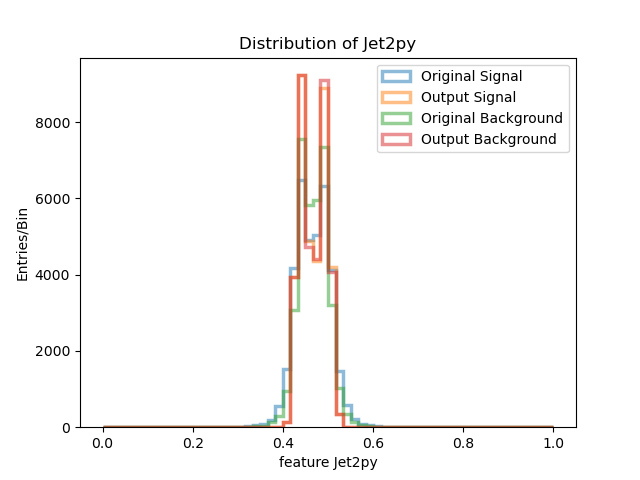 Distribution of Jet2py
Original Signal
Output Signal
Original Background
Output Background
Entries/Bin
8000
6000
4000
2000
0
0.0 0.2 0.4 0.6 0.8 1.0
feature Jet2py